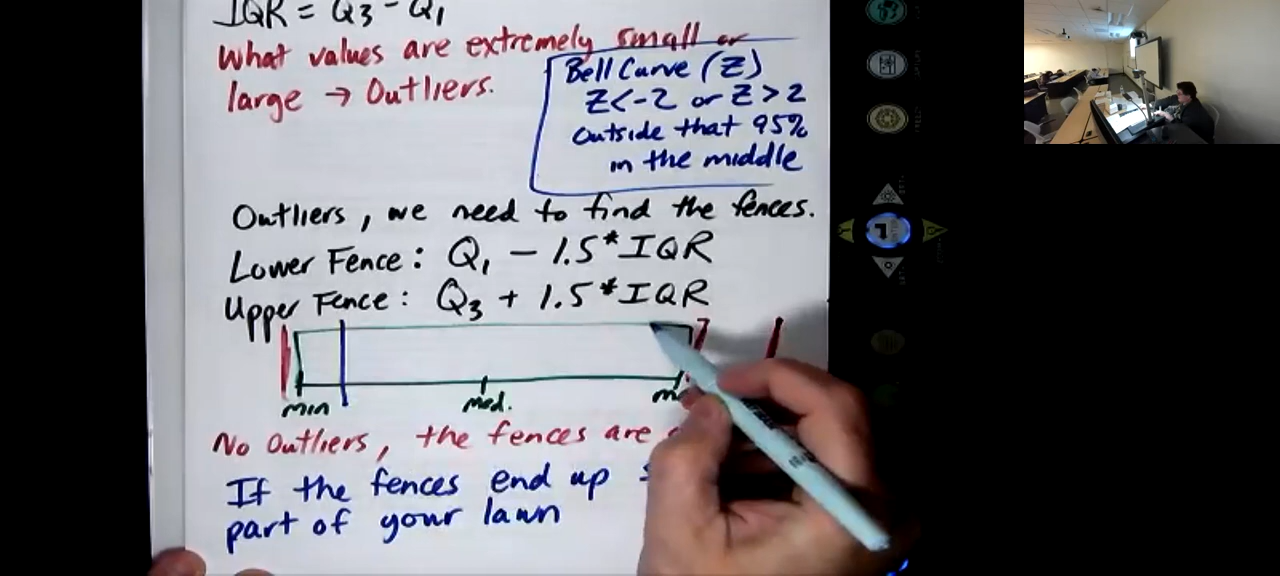 IQR = Q3 - Q1
What values are extremely small or
large → Outliers.
Bell Curve (Z)
Z<-2 or Z>2
Outside that 95%
in the middle
Outliers, we need to find the fences.
Lower Fence: Q1 - 1.5*IQR
Upper Fence: Q3 + 1.5*IQR
min med.
No Outliers, the fences are
If the fences end up
part of your lawn